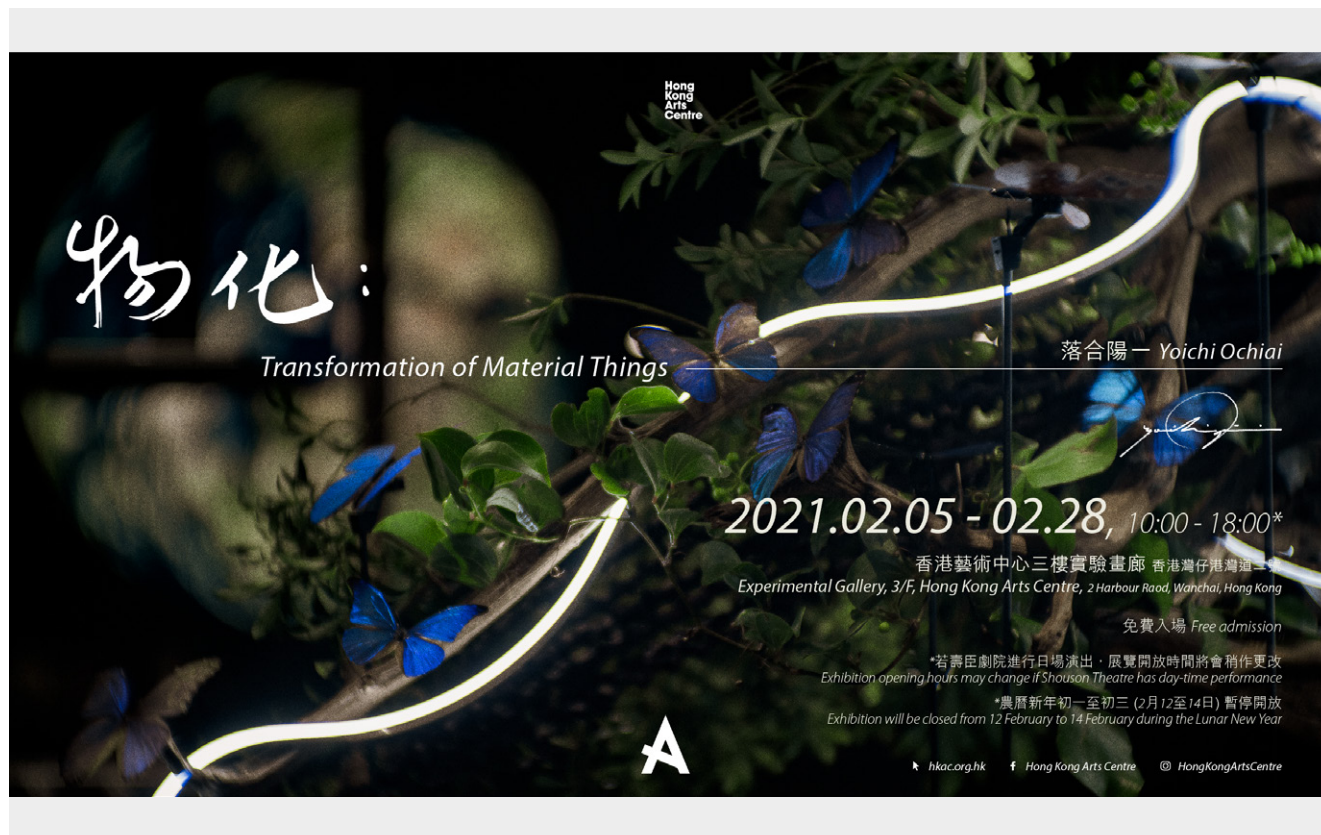 Hong
Kong
Arts
Centre
物化：
Transformation of Material Things
落合陽一 Yoichi Ochiai
2021.02.05 - 02.28, 10:00 - 18:00*
香港藝術中心三樓實驗畫廊 香港灣仔港灣道二號
Experimental Gallery, 3/F, Hong Kong Arts Centre, 2 Harbour Raod, Wanchai, Hong Kong
免費入場 Free admission
*若壽臣劇院進行日場演出，展覽開放時間將會稍作更改
Exhibition opening hours may change if Shouson Theatre has day-time performance
*農曆新年初一至初三 (2月12至14日) 暫停開放
Exhibition will be closed from 12 February to 14 February during the Lunar New Year
hkac.org.hk Hong Kong Arts Centre HongKongArtsCentre